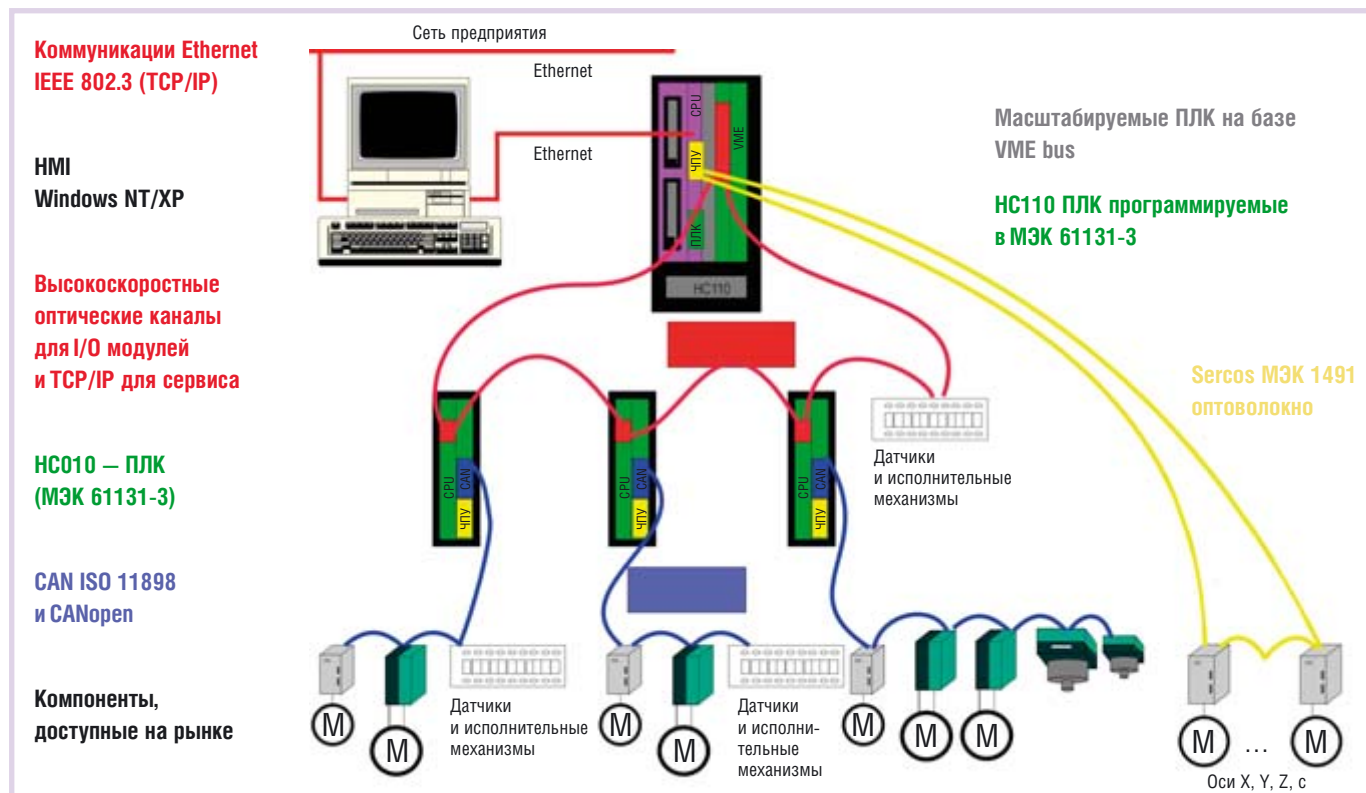 Коммуникации Ethernet
IEEE 802.3 (TCP/IP)
HMI
Windows NT/XP
Высокоскоростные
оптические каналы
для I/O модулей
и TCP/IP для сервиса
НС010 — ПЛК
(МЭК 61131-3)
CAN ISO 11898
и CANopen
Компоненты,
доступные на рынке
Сеть предприятия
Ethernet
Ethernet
CPU
ЧПУ
VME
ПЛК
НС110
Масштабируемые ПЛК на базе
VME bus
НС110 ПЛК программируемые
в МЭК 61131-3
Sercos МЭК 1491
оптоволокно
CPU
CAN
ЧПУ
CPU
CAN
ЧПУ
CPU
CAN
ЧПУ
Датчики
и исполнительные
механизмы
Датчики
и исполнительные
механизмы
Датчики
и исполни-
тельные
механизмы
M
M
M
M
M
M
M
M ... M
Оси X, Y, Z, с